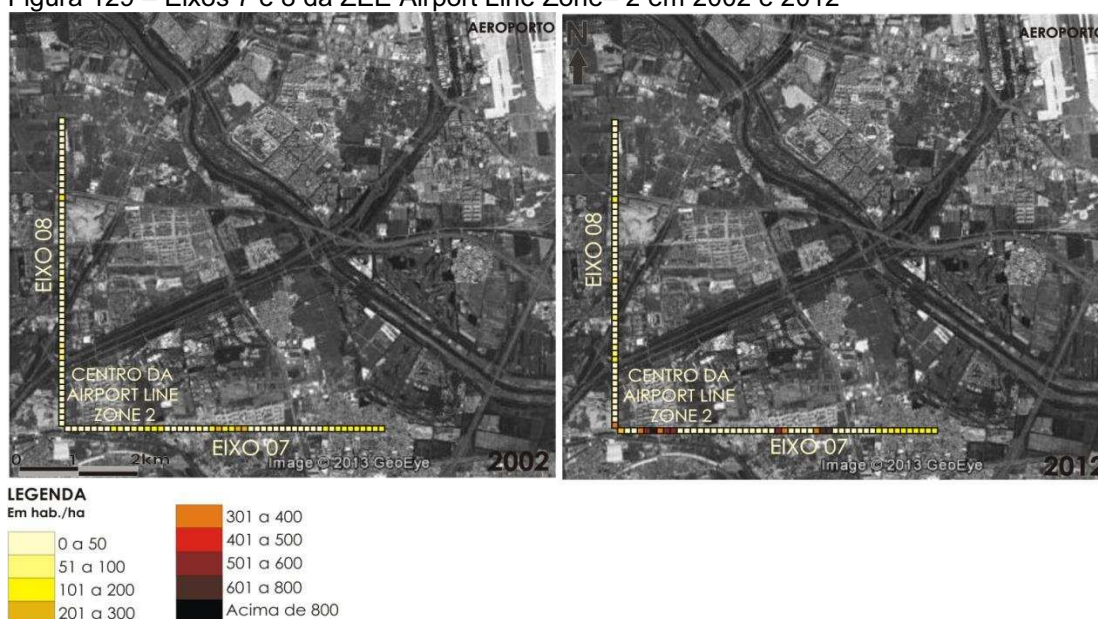 Figura 129 – Eixos 7 e 8 da ZEE Airport Line Zone– 2 em 2002 e 2012
AEROPORTO
EIXO 08
CENTRO DA
AIRPORT LINE
ZONE 2
EIXO 07
0 1 2km
Image © 2013 GeoEye
2002
N
AEROPORTO
EIXO 08
CENTRO DA
AIRPORT LINE
ZONE 2
EIXO 07
Image © 2013 GeoEye
2012
LEGENDA
Em hab./ha
0 a 50
51 a 100
101 a 200
201 a 300
301 a 400
401 a 500
501 a 600
601 a 800
Acima de 800